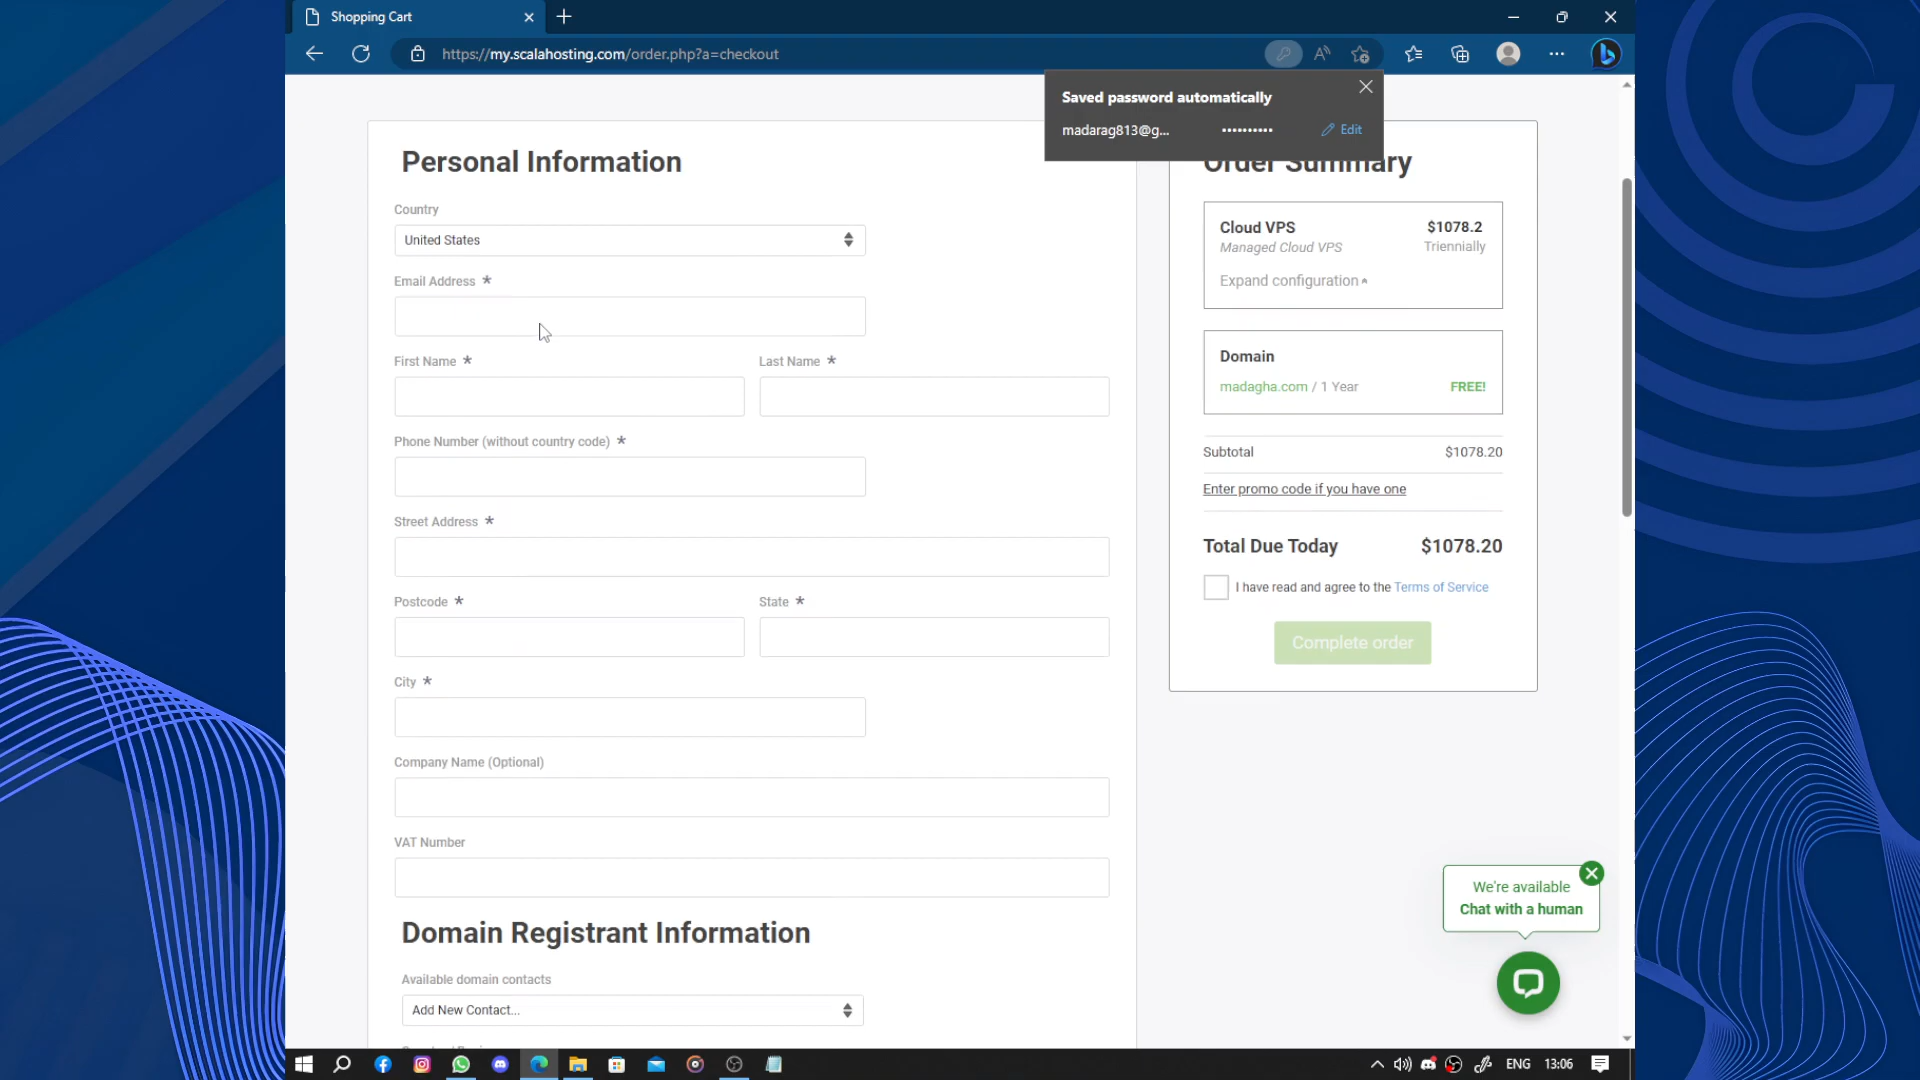 Shopping Cart
https://my.scalahosting.com/order.php?a=checkout
Saved password automatically
madarag813@g... •••••••••• Edit
Personal Information
Country
United States
Email Address *
First Name *
Last Name *
Phone Number (without country code) *
Street Address *
Postcode *
State *
City *
Company Name (Optional)
VAT Number
Domain Registrant Information
Available domain contacts
Add New Contact...
Order Summary
Cloud VPS $1078.2
Managed Cloud VPS Triennially
Expand configuration
Domain
madagha.com / 1 Year FREE!
Subtotal $1078.20
Enter promo code if you have one
Total Due Today $1078.20
I have read and agree to the Terms of Service
Complete order
We're available
Chat with a human
ENG 13:06